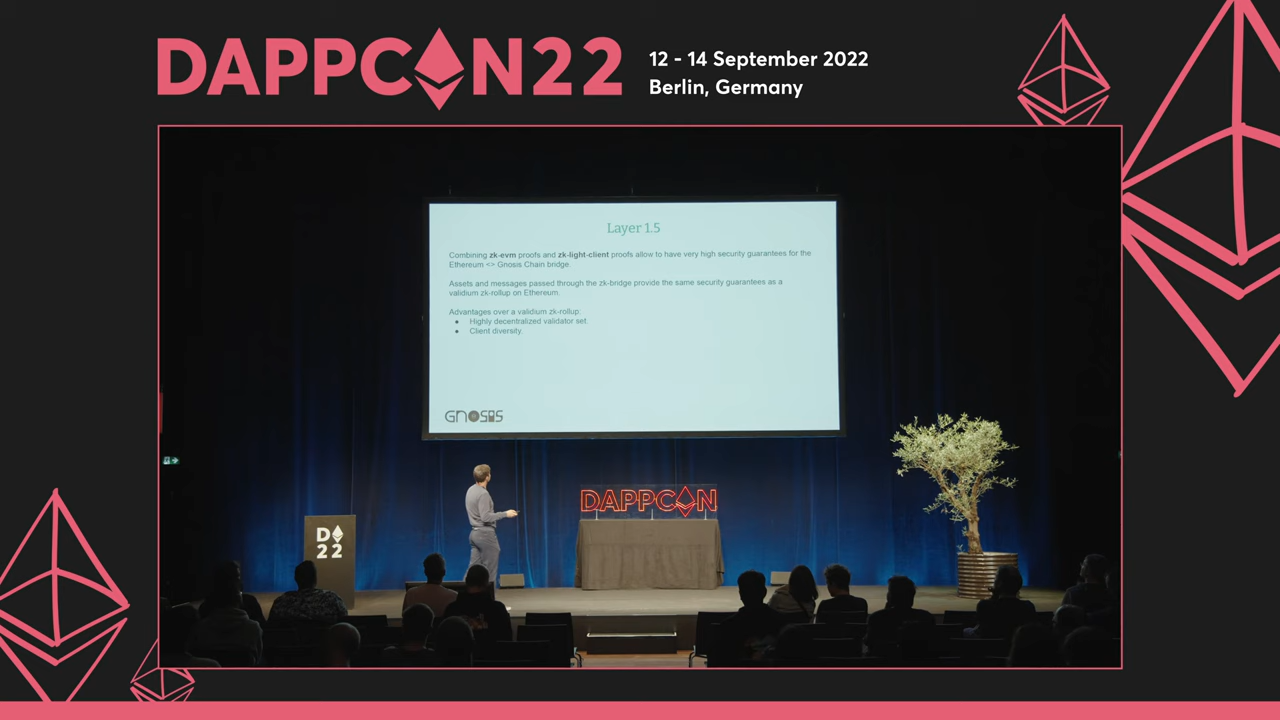 DAPPCON22
12 - 14 September 2022
Berlin, Germany
Layer 1.5
Combining zk-evm proofs and zk-light-client proofs allow to have very high security guarantees for the
Ethereum <> Gnosis Chain bridge.
Assets and messages passed through the zk-bridge provide the same security guarantees as a
validium zk-rollup on Ethereum.
Advantages over a validium zk-rollup:
● Highly decentralized validator set.
● Client diversity.
GNOSIS
DAPPCON
D
22